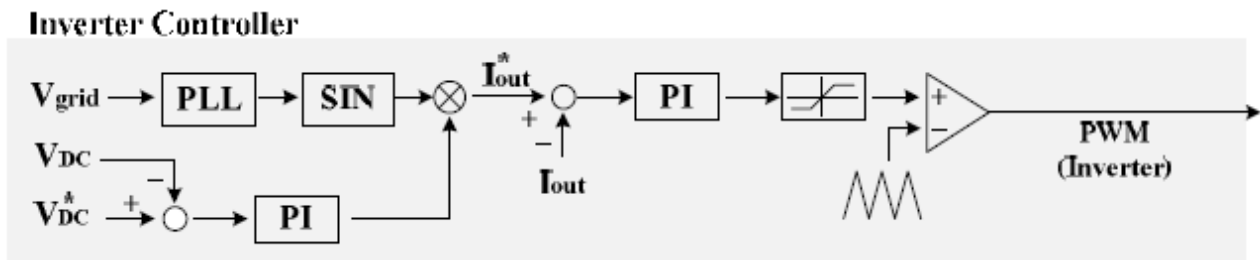 Inverter Controller
Vgrid PLL SIN I*out PI + −
+ − Iout
PWM
(Inverter)
VDC
−
V*DC + PI